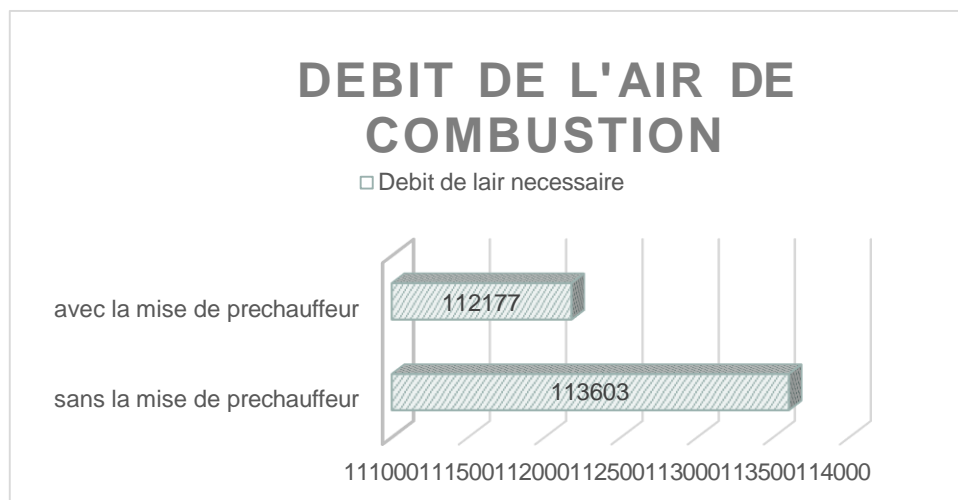 DEBIT DE L'AIR DE
COMBUSTION
Debit de lair necessaire
avec la mise de prechauffeur
112177
sans la mise de prechauffeur
113603
111000111500112000112500113000113500114000